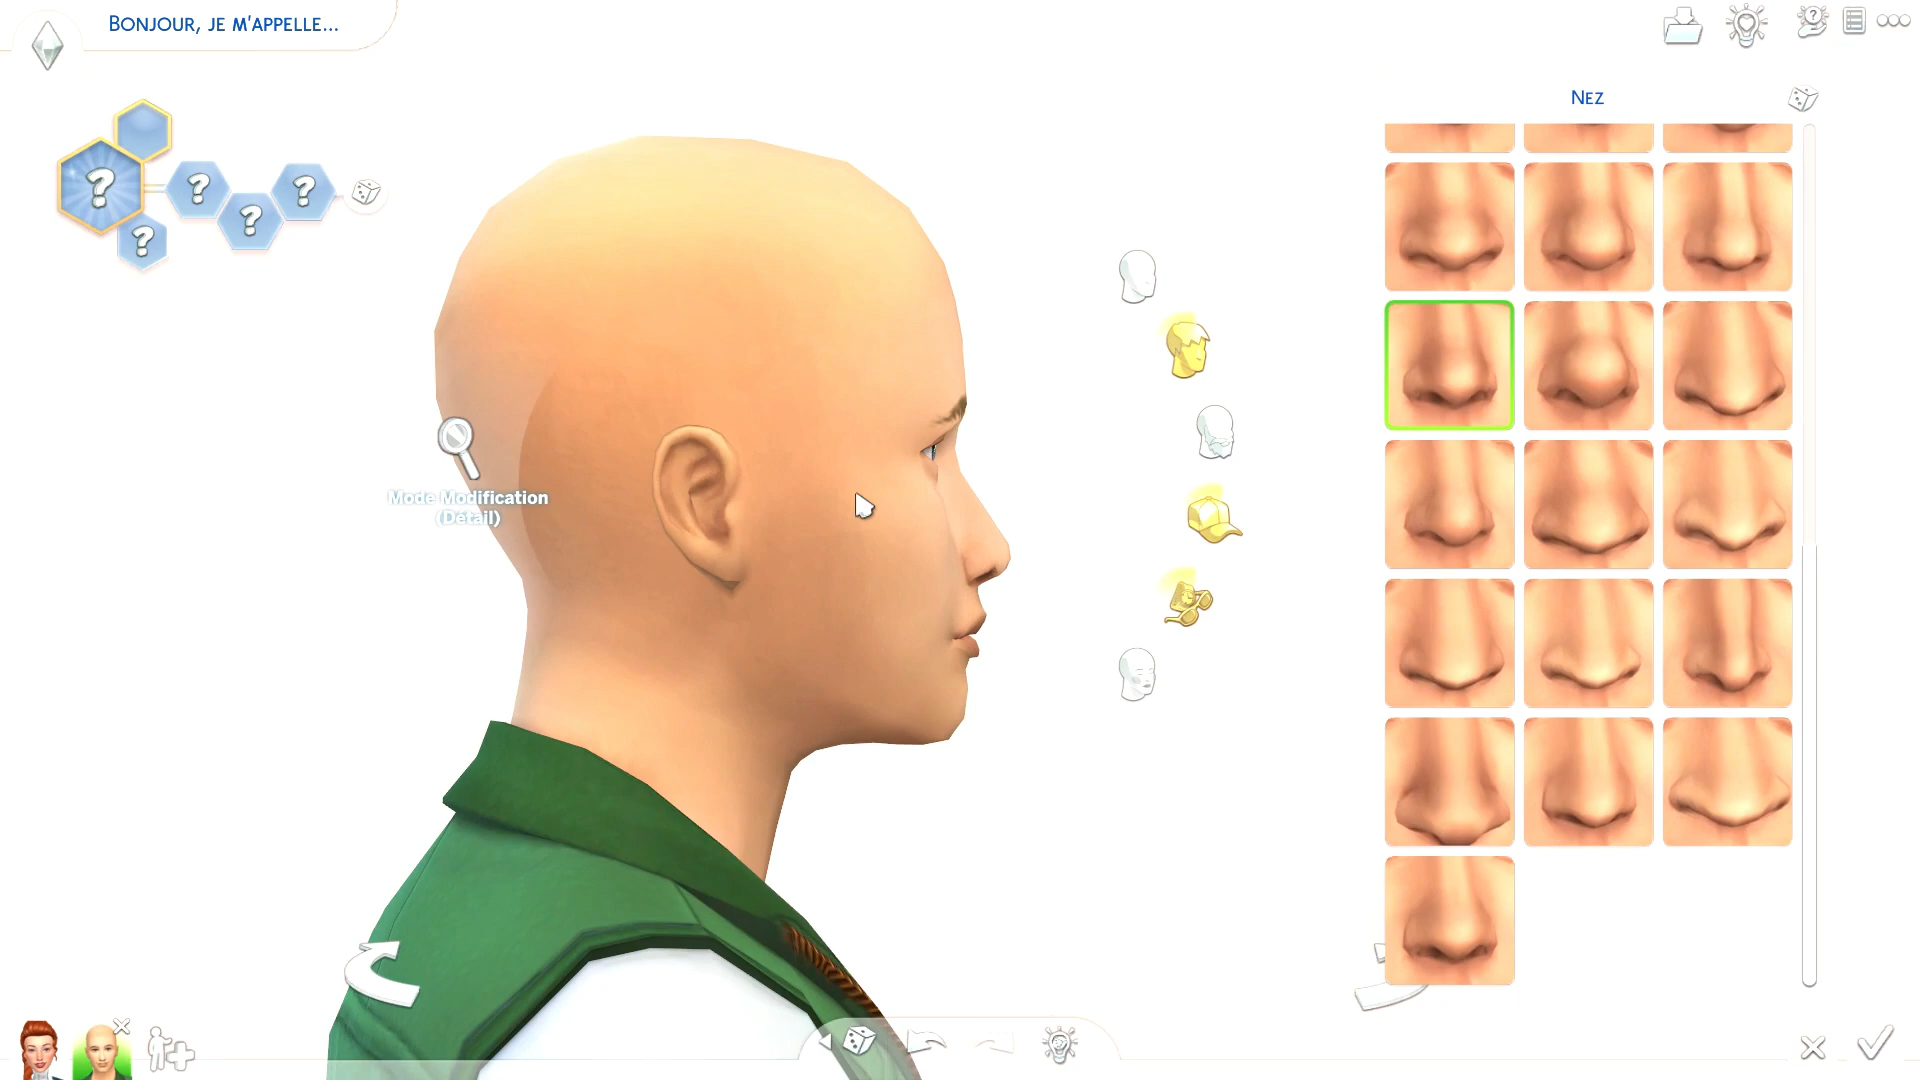 Bonjour, je m'appelle...
Nez
?
?
?
?
?
Mode Modification
(Détail)